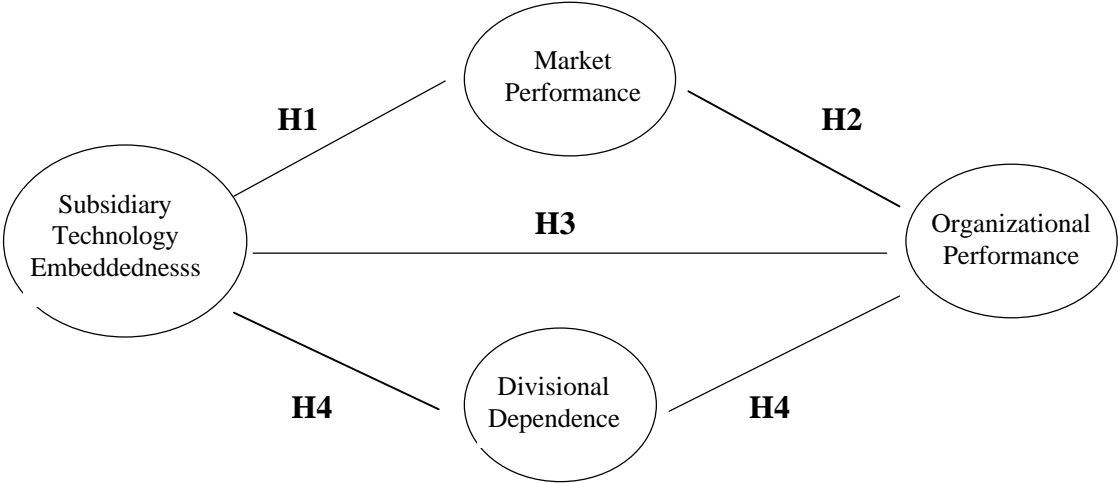 Market
Performance
H1
H2
Subsidiary
Technology
Embeddednesss
H3
Organizational
Performance
Divisional
Dependence
H4
H4